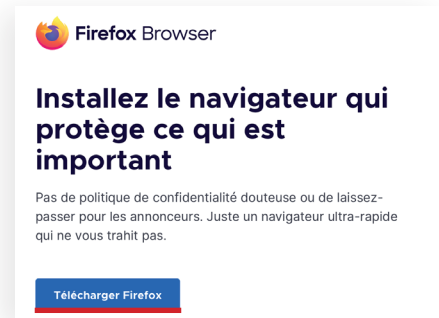 Firefox Browser
Installez le navigateur qui
protège ce qui est
important
Pas de politique de confidentialité douteuse ou de laissez-
passer pour les annonceurs. Juste un navigateur ultra-rapide
qui ne vous trahit pas.
Télécharger Firefox